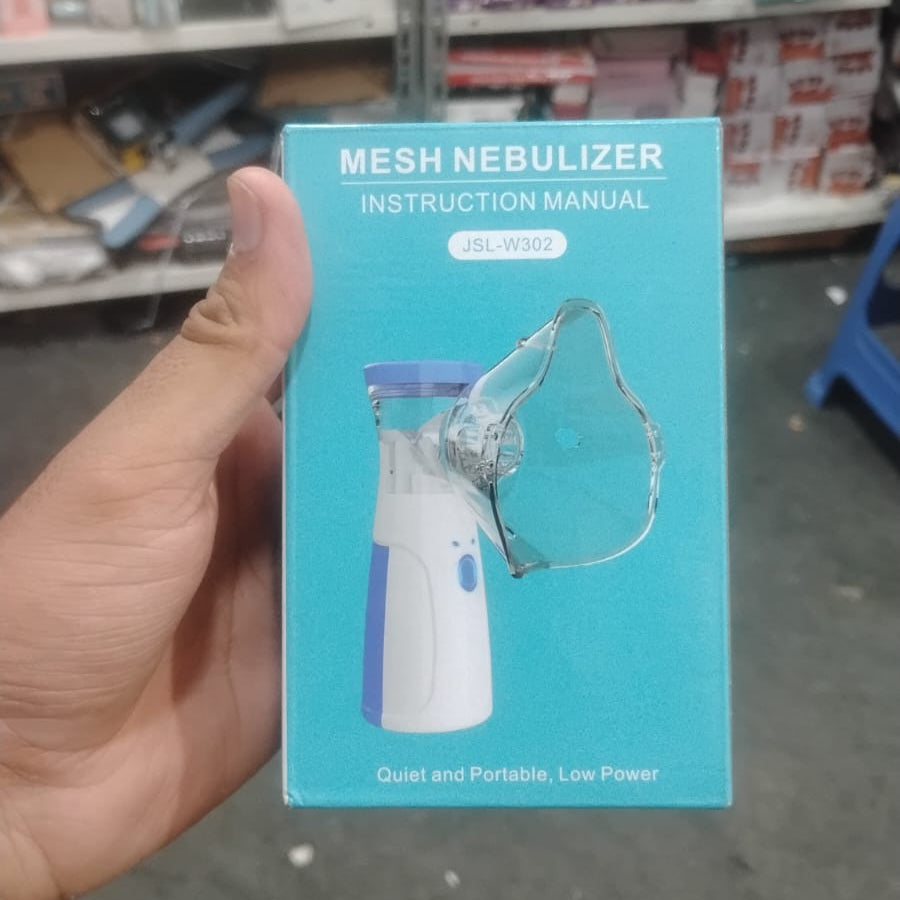 MESH NEBULIZER
INSTRUCTION MANUAL
JSL-W302
Quiet and Portable, Low Power